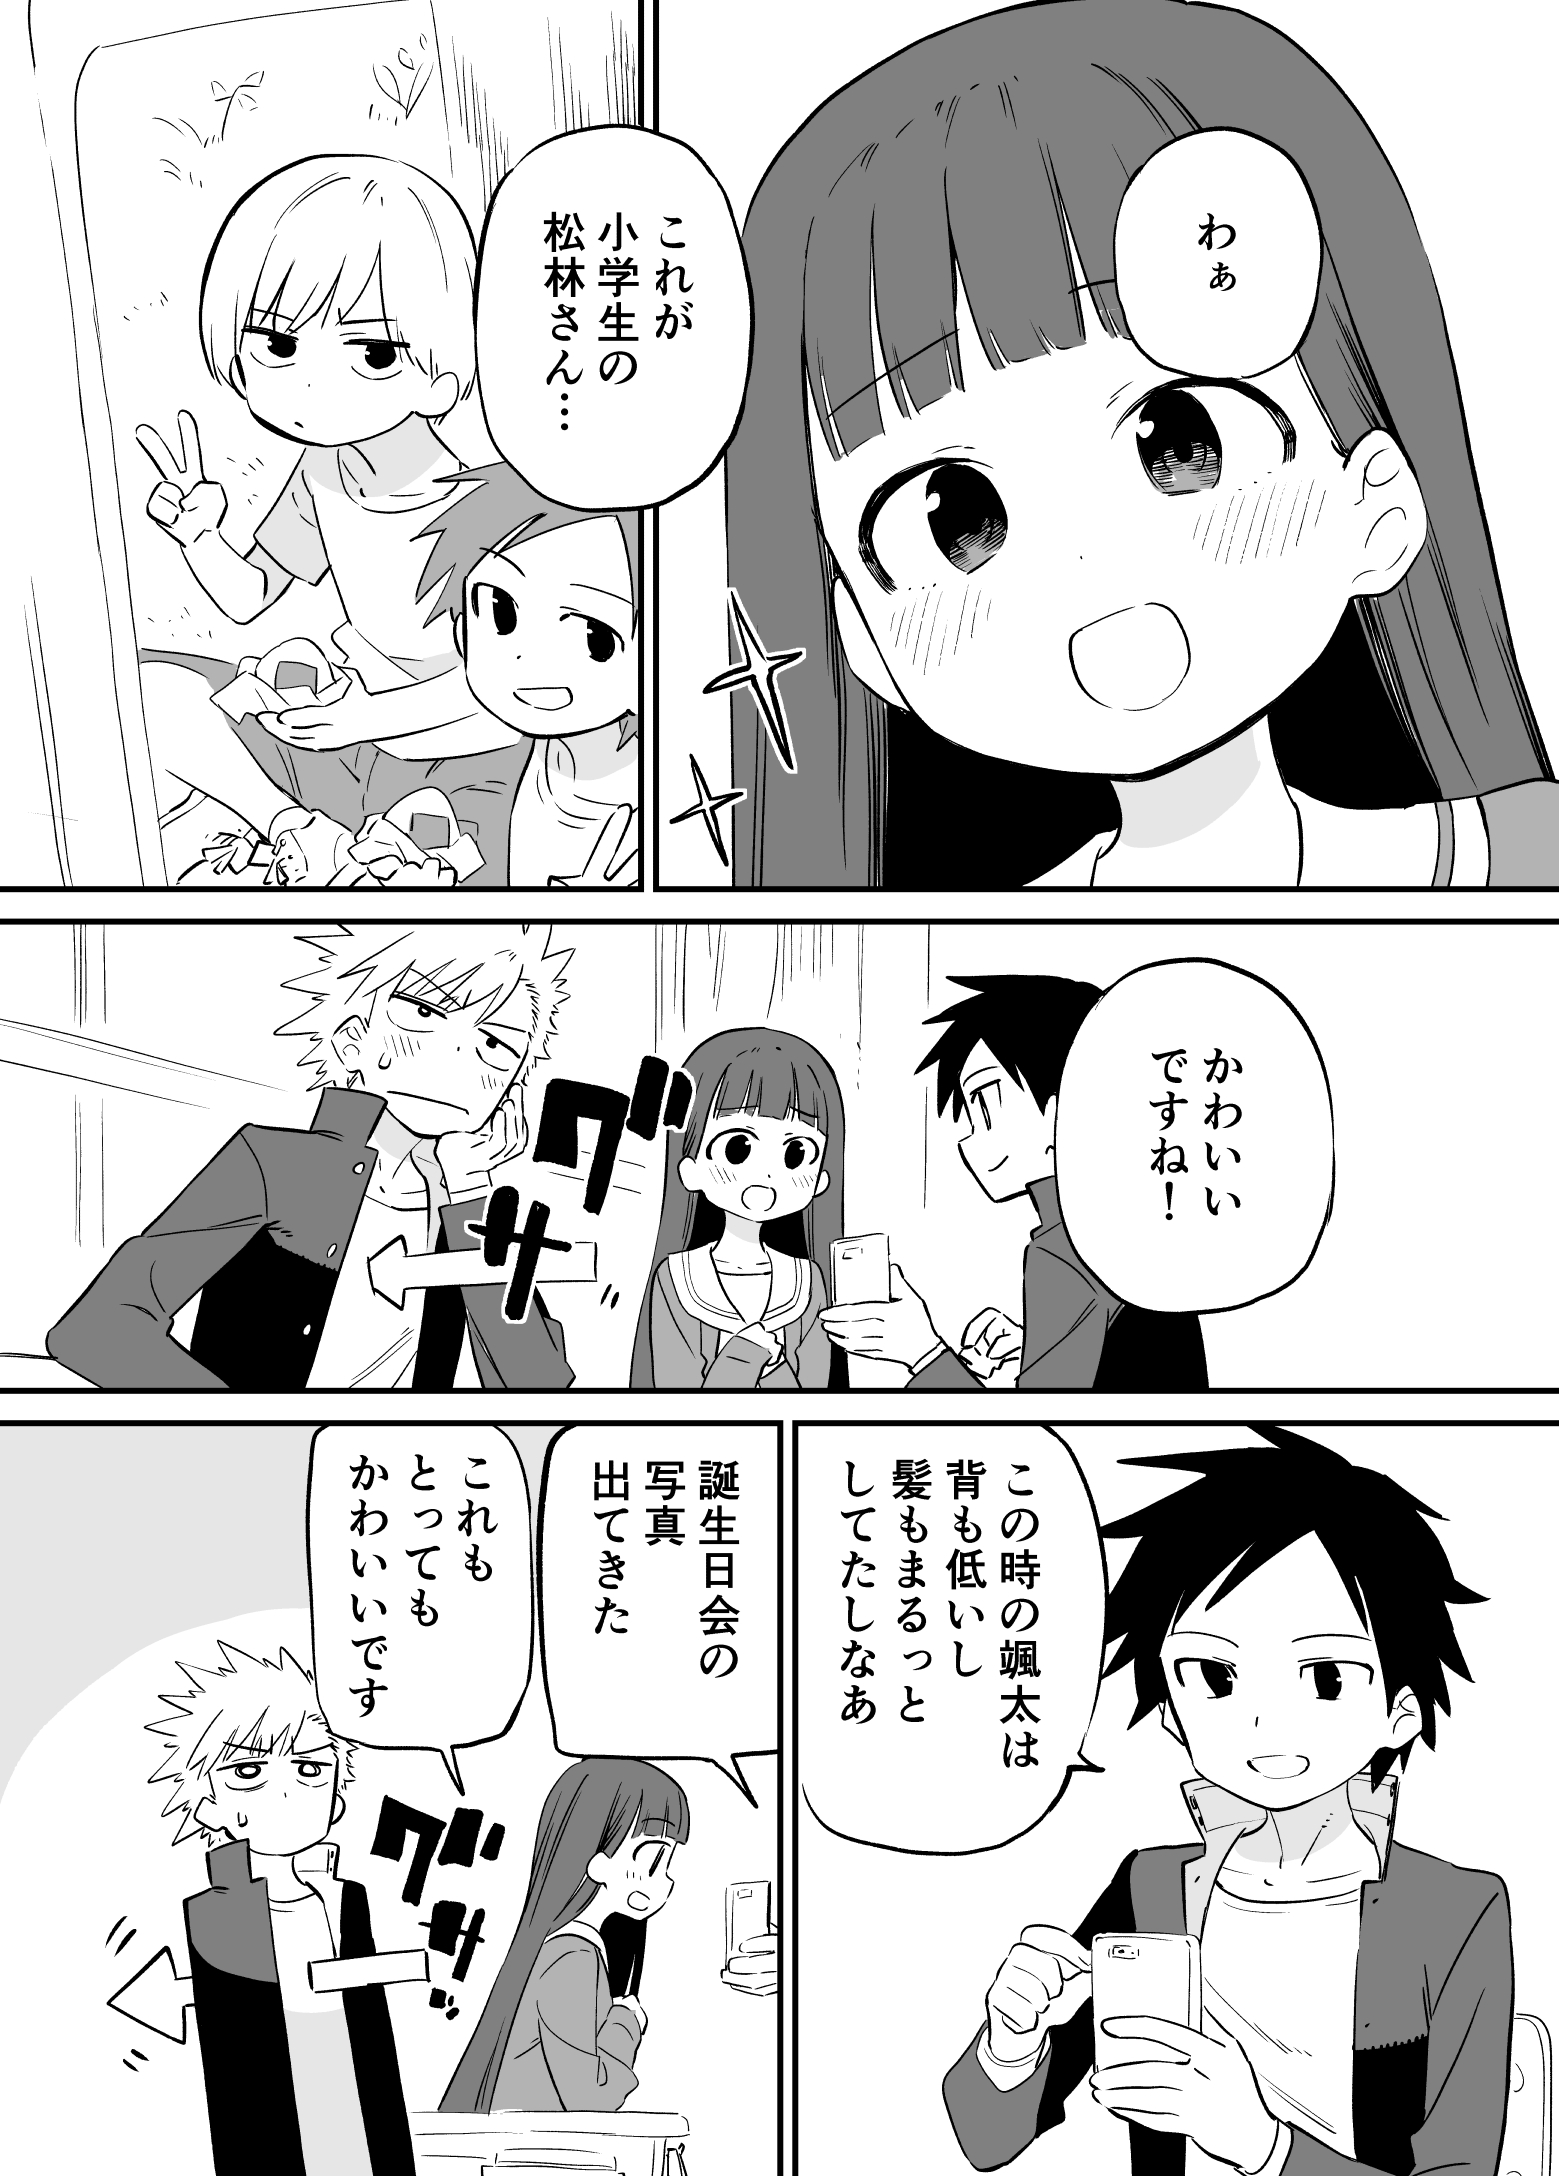 わぁ
これが
小学生の
松林さん…
かわいい
ですね!
グ゛
サ
この時の颯太は
背も低いし
髪もまるっと
してたしなあ
誕生日会の
写真
出てきた
これも
とっても
かわいいです
グ゛
サ゛